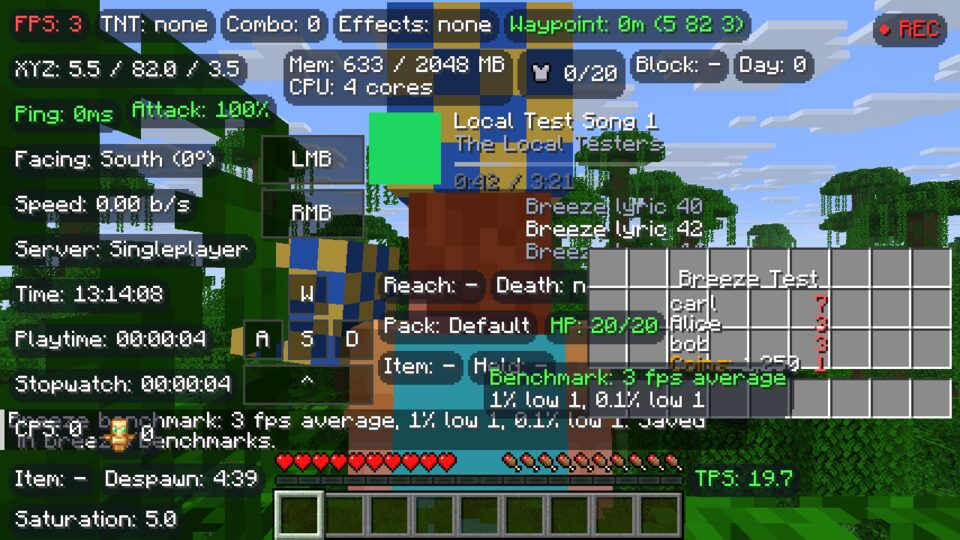 FPS: 3 TNT: none Combo: 0 Effects: none Waypoint: 0m (5 82 3) ● REC
XYZ: 5.5 / 82.0 / 3.5
Mem: 633 / 2048 MB
CPU: 4 cores
0/20
Block: - Day: 0
Ping: 0ms
Attack: 100%
Local Test Song 1
The Local Testers
0:42 / 3:21
Facing: South (0°)
LMB
Speed: 0.00 b/s
RMB
Breeze lyric 40
Breeze lyric 42
Breeze
Server: Singleplayer
Time: 13:14:08
W
Reach: - Death:
Breeze Test
carl 7
Alice 3
bob 3
Coins: 1,250 1
Playtime: 00:00:04
A S D
Pack: Default HP: 20/20
Item: -
Stopwatch: 00:00:04
^
Benchmark: 3 fps average
1% low 1, 0.1% low 1
Breeze benchmark: 3 fps average, 1% low 1, 0.1% low 1. Saved
in Breeze Benchmarks.
CPS: 0
0
Item: - Despawn: 4:39
TPS: 19.7
Saturation: 5.0